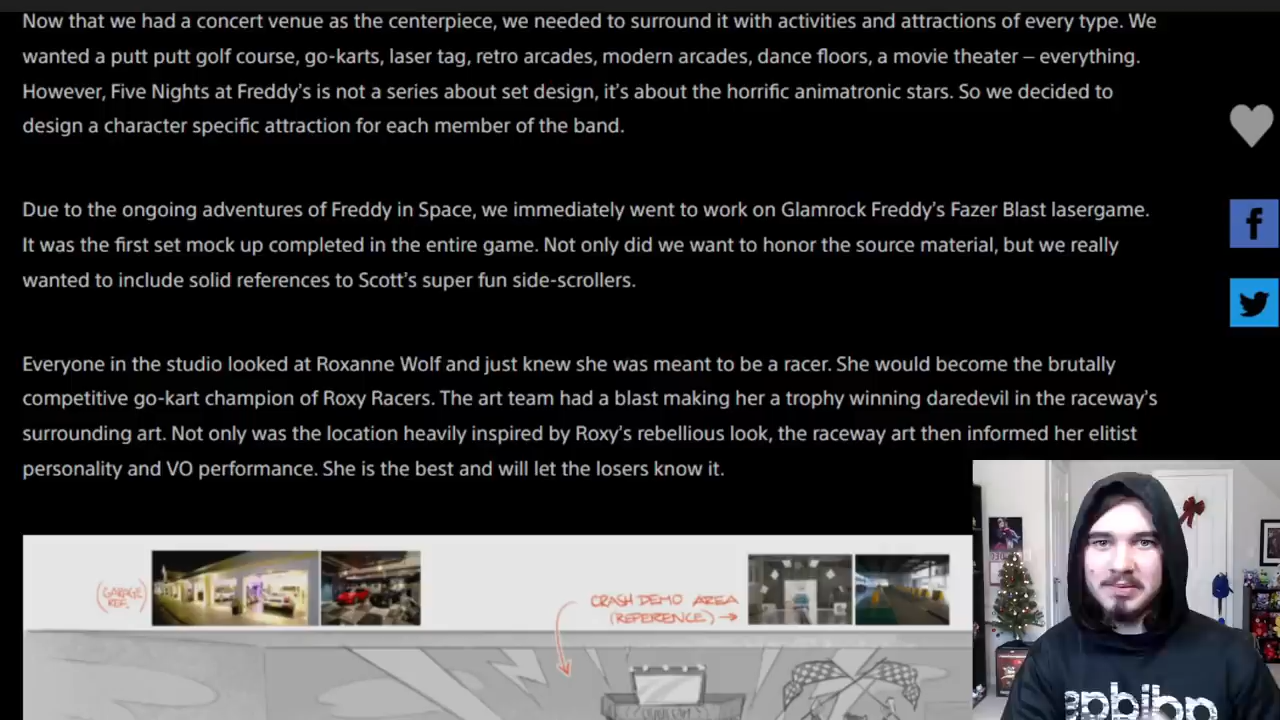 Now that we had a concert venue as the centerpiece, we needed to surround it with activities and attractions of every type. We
wanted a putt putt golf course, go-karts, laser tag, retro arcades, modern arcades, dance floors, a movie theater – everything.
However, Five Nights at Freddy's is not a series about set design, it's about the horrific animatronic stars. So we decided to
design a character specific attraction for each member of the band.
Due to the ongoing adventures of Freddy in Space, we immediately went to work on Glamrock Freddy's Fazer Blast lasergame.
It was the first set mock up completed in the entire game. Not only did we want to honor the source material, but we really
wanted to include solid references to Scott's super fun side-scrollers.
Everyone in the studio looked at Roxanne Wolf and just knew she was meant to be a racer. She would become the brutally
competitive go-kart champion of Roxy Racers. The art team had a blast making her a trophy winning daredevil in the raceway's
surrounding art. Not only was the location heavily inspired by Roxy's rebellious look, the raceway art then informed her elitist
personality and VO performance. She is the best and will let the losers know it.
(GARAGE
REF.)
CRASH DEMO AREA
(REFERENCE) →